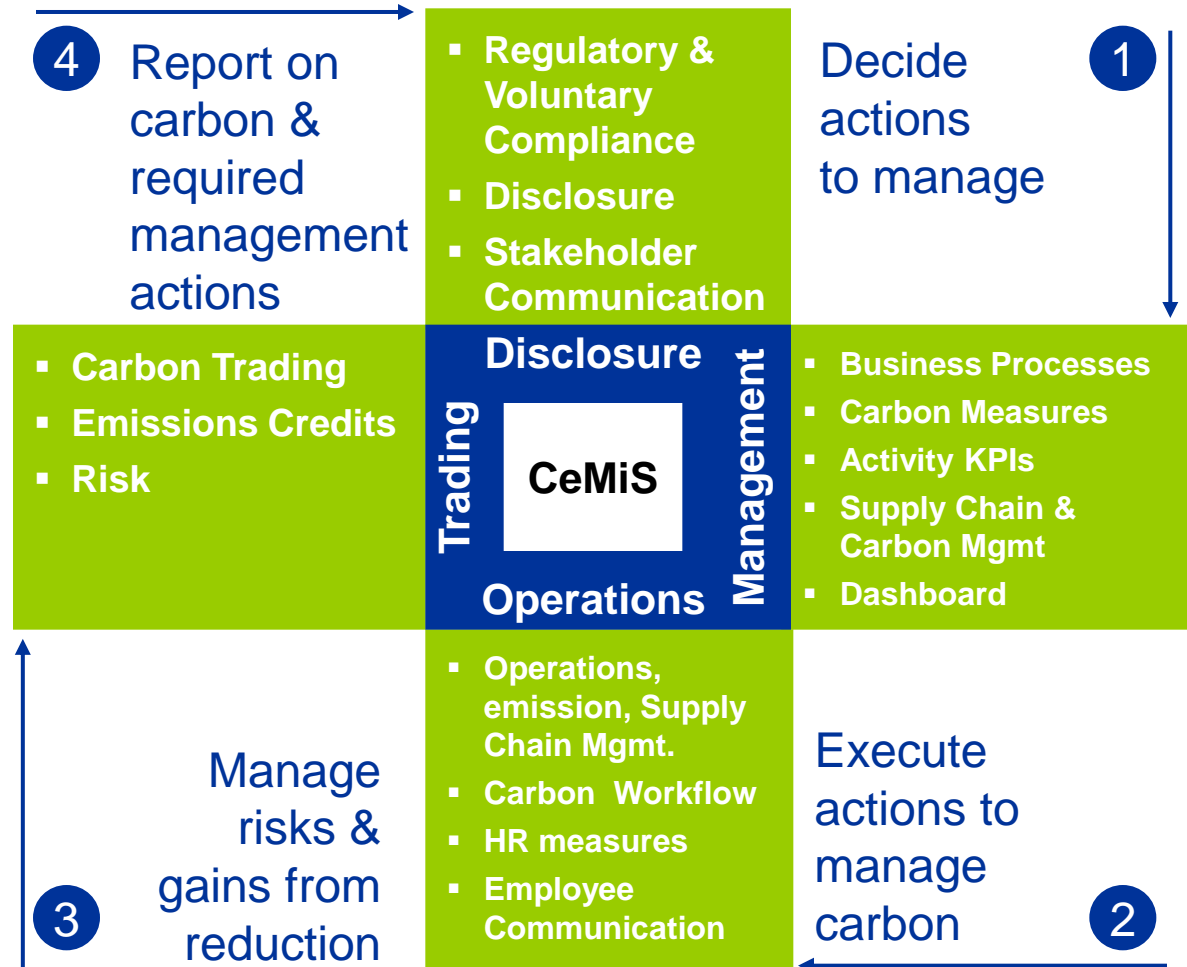 4
Report on
carbon &
required
management
actions
▪ Regulatory &
Voluntary
Compliance
▪ Disclosure
▪ Stakeholder
Communication
Decide
actions
to manage
1
▪ Carbon Trading
▪ Emissions Credits
▪ Risk
Disclosure
Trading
CeMiS
Management
Operations
▪ Business Processes
▪ Carbon Measures
▪ Activity KPIs
▪ Supply Chain &
Carbon Mgmt
▪ Dashboard
3
Manage
risks &
gains from
reduction
▪ Operations,
emission, Supply
Chain Mgmt.
▪ Carbon Workflow
▪ HR measures
▪ Employee
Communication
Execute
actions to
manage
carbon
2